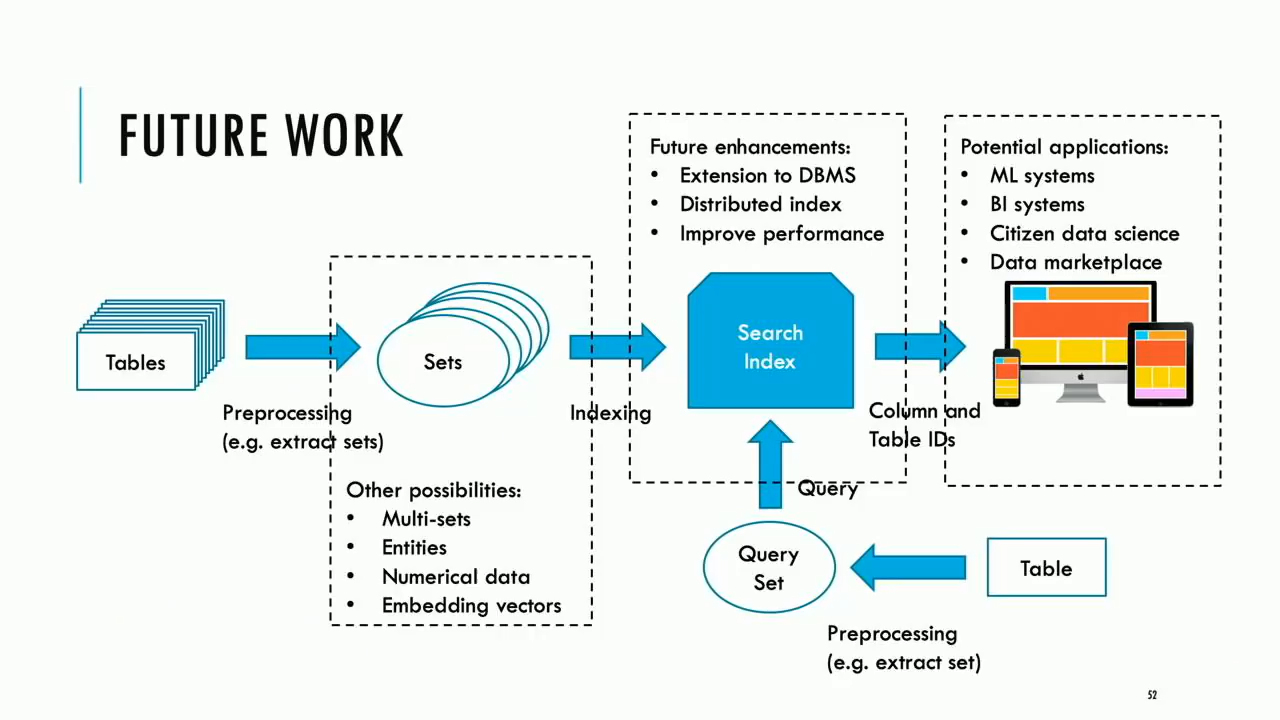 FUTURE WORK
Future enhancements:
• Extension to DBMS
• Distributed index
• Improve performance
Potential applications:
• ML systems
• BI systems
• Citizen data science
• Data marketplace
Tables
Preprocessing
(e.g. extract sets)
Sets
Indexing
Search
Index
Column and
Table IDs
Other possibilities:
• Multi-sets
• Entities
• Numerical data
• Embedding vectors
Query
Query
Set
Table
Preprocessing
(e.g. extract set)
52